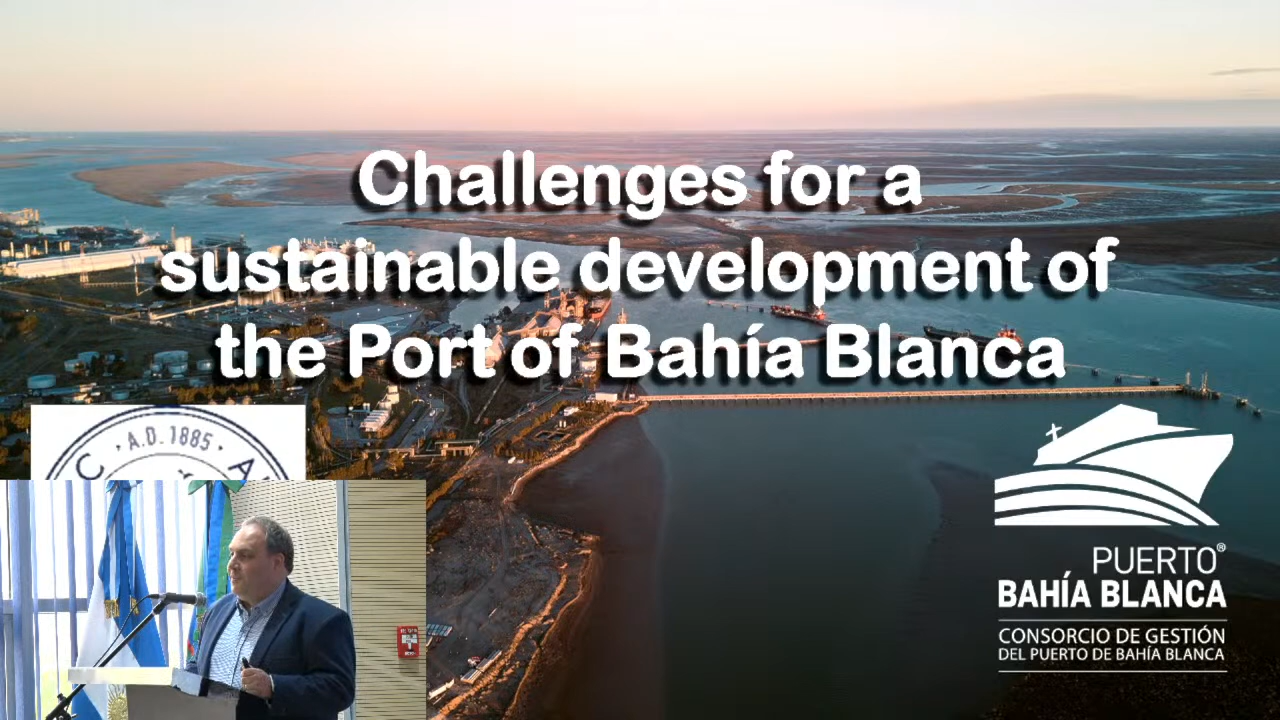 Challenges for a
sustainable development of
the Port of Bahía Blanca
· A.D. 1885 ·
PUERTO®
BAHÍA BLANCA
CONSORCIO DE GESTIÓN
DEL PUERTO DE BAHÍA BLANCA